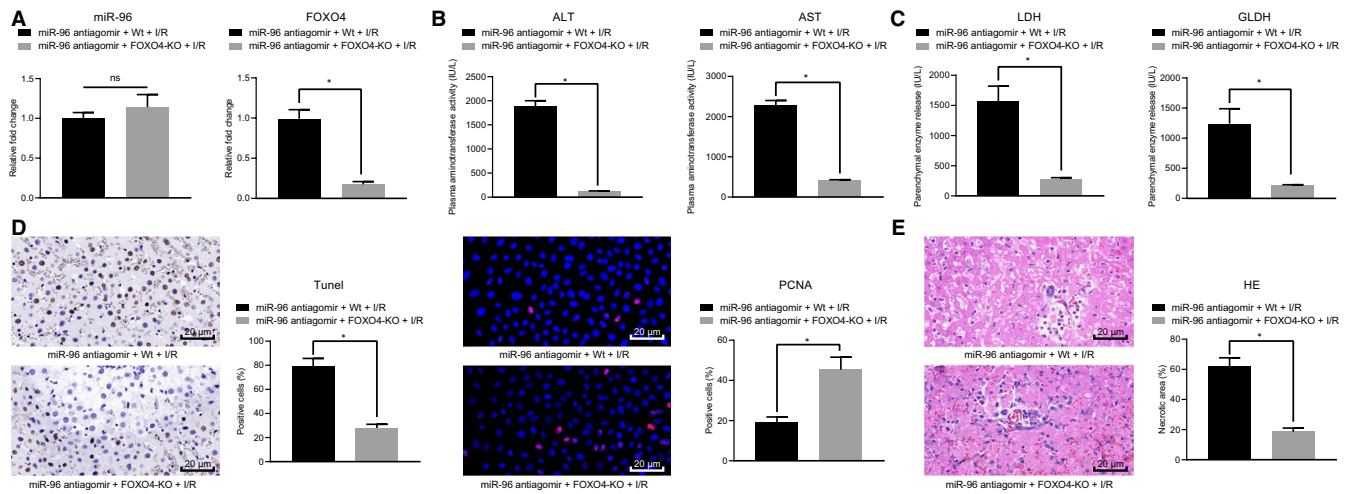 A
miR-96
miR-96 antiagomir + Wt + I/R
miR-96 antiagomir + FOXO4-KO + I/R
Relative fold change
1.5
1.0
0.5
0.0
ns
FOXO4
miR-96 antiagomir + Wt + I/R
miR-96 antiagomir + FOXO4-KO + I/R
Relative fold change
1.5
1.0
0.5
0.0
*
B
ALT
miR-96 antiagomir + Wt + I/R
miR-96 antiagomir + FOXO4-KO + I/R
Plasma aminotransferase activity (IU/L)
2500
2000
1500
1000
500
0
*
AST
miR-96 antiagomir + Wt + I/R
miR-96 antiagomir + FOXO4-KO + I/R
Plasma aminotransferase activity (IU/L)
3000
2000
1000
0
*
C
LDH
miR-96 antiagomir + Wt + I/R
miR-96 antiagomir + FOXO4-KO + I/R
Parenchymal enzyme release (IU/L)
2000
1500
1000
500
0
*
GLDH
miR-96 antiagomir + Wt + I/R
miR-96 antiagomir + FOXO4-KO + I/R
Parenchymal enzyme release (IU/L)
2000
1500
1000
500
0
*
D
20 μm
miR-96 antiagomir + Wt + I/R
20 μm
miR-96 antiagomir + FOXO4-KO + I/R
Tunel
miR-96 antiagomir + Wt + I/R
miR-96 antiagomir + FOXO4-KO + I/R
Positive cells (%)
100
80
60
40
20
0
*
20 μm
miR-96 antiagomir + Wt + I/R
20 μm
miR-96 antiagomir + FOXO4-KO + I/R
PCNA
miR-96 antiagomir + Wt + I/R
miR-96 antiagomir + FOXO4-KO + I/R
Positive cells (%)
60
40
20
0
*
E
20 μm
miR-96 antiagomir + Wt + I/R
20 μm
miR-96 antiagomir + FOXO4-KO + I/R
HE
miR-96 antiagomir + Wt + I/R
miR-96 antiagomir + FOXO4-KO + I/R
Necrotic area (%)
80
60
40
20
0
*